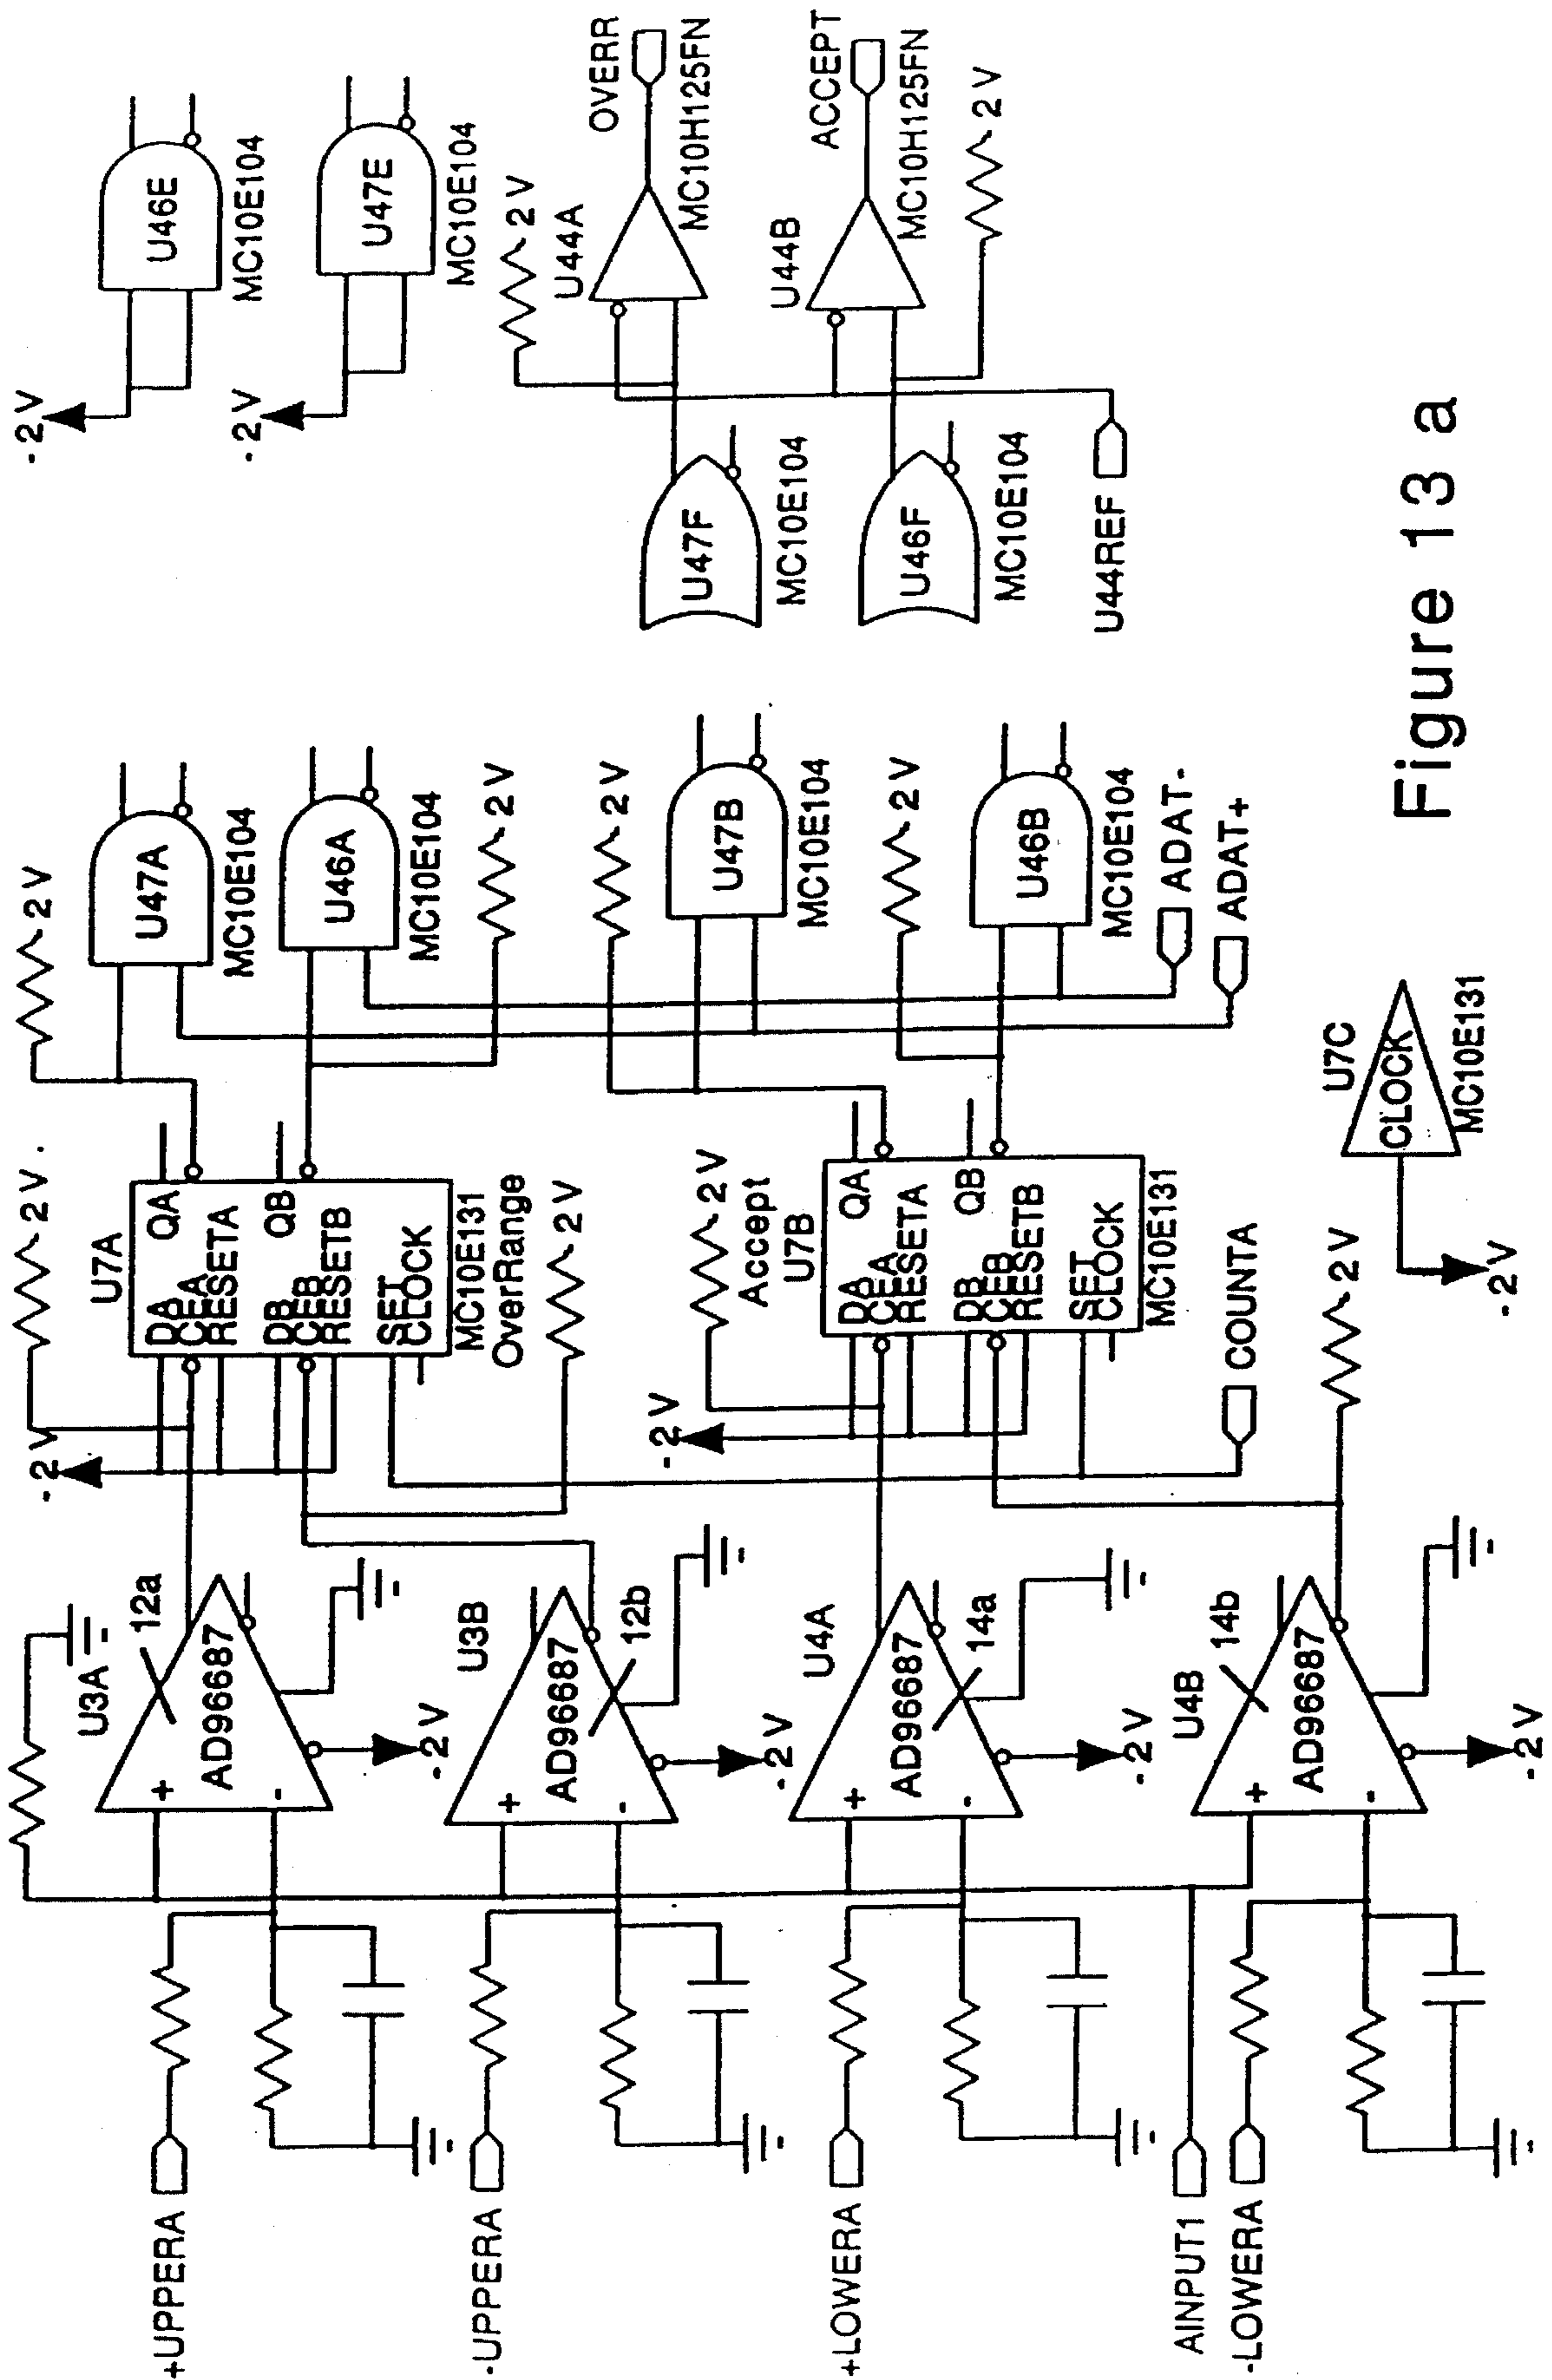 +UPPERA
-UPPERA
+LOWERA
AINPUT1
-LOWERA
U3A
12a
+
-
AD96687
-2V
U3B
12b
+
-
AD96687
-2V
U4A
14a
+
-
AD96687
-2V
U4B
14b
+
-
AD96687
-2V
-2V
-2V
U7A
DA
QA
CEA
RESETA
DB
QB
CEB
RESETB
SET
CLOCK
MC10E131
OverRange
-2V
-2V
-2V
Accept
U7B
DA
QA
CEA
RESETA
DB
QB
CEB
RESETB
SET
CLOCK
MC10E131
COUNTA
-2V
U7C
CLOCK
MC10E131
-2V
-2V
U47A
MC10E104
U46A
MC10E104
-2V
-2V
U47B
MC10E104
-2V
U46B
MC10E104
ADAT-
ADAT+
-2V
U46E
MC10E104
-2V
U47E
MC10E104
-2V
U44A
OVERR
MC10H125FN
U47F
MC10E104
U44B
ACCEPT
MC10H125FN
-2V
U46F
MC10E104
U44REF
Figure 13 a